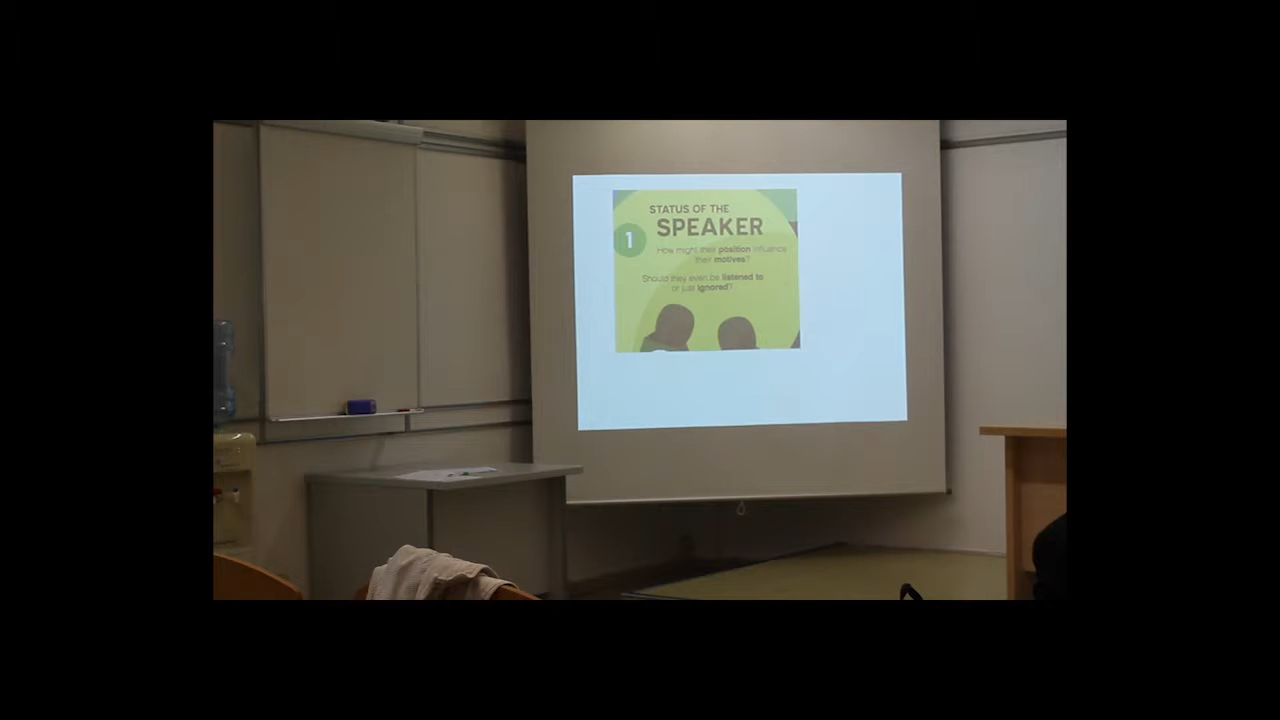 STATUS OF THE
1
SPEAKER
How might their position influence
their motives?
Should they even be listened to
or just ignored?